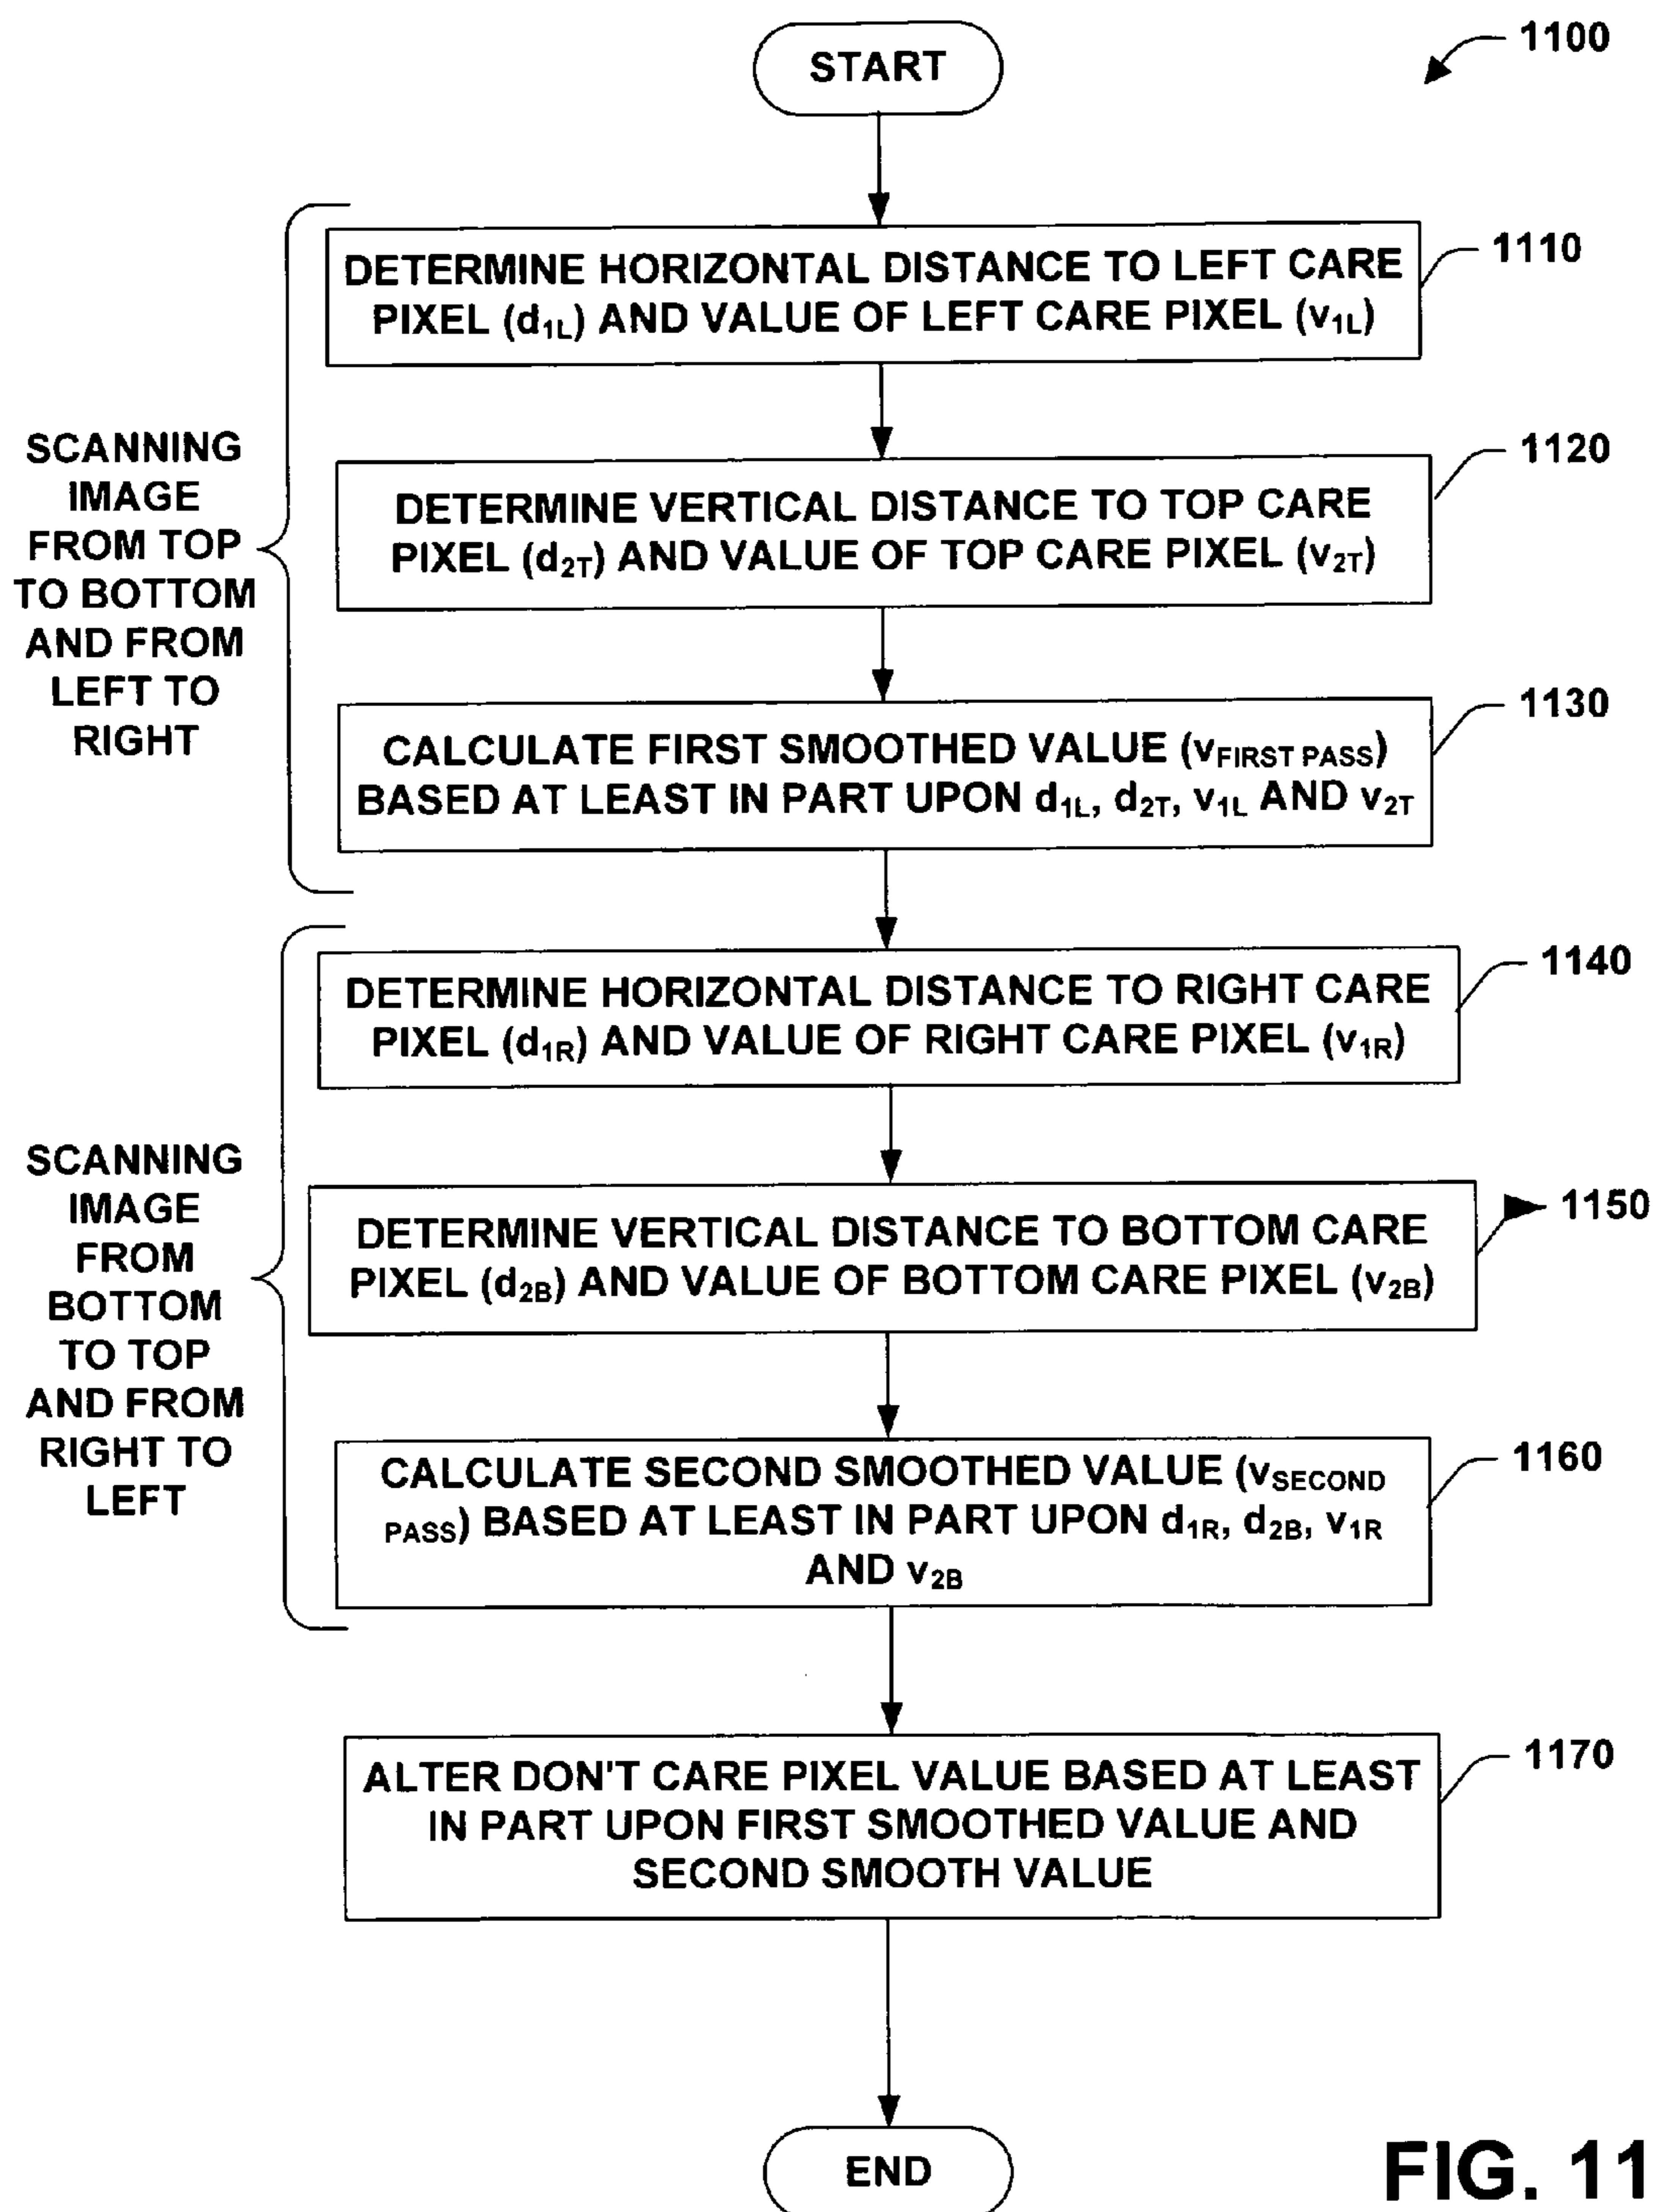 1100
START
DETERMINE HORIZONTAL DISTANCE TO LEFT CARE
PIXEL (d1L) AND VALUE OF LEFT CARE PIXEL (v1L)
1110
SCANNING
IMAGE
FROM TOP
TO BOTTOM
AND FROM
LEFT TO
RIGHT
DETERMINE VERTICAL DISTANCE TO TOP CARE
PIXEL (d2T) AND VALUE OF TOP CARE PIXEL (v2T)
1120
CALCULATE FIRST SMOOTHED VALUE (vFIRST PASS)
BASED AT LEAST IN PART UPON d1L, d2T, v1L AND v2T
1130
DETERMINE HORIZONTAL DISTANCE TO RIGHT CARE
PIXEL (d1R) AND VALUE OF RIGHT CARE PIXEL (v1R)
1140
SCANNING
IMAGE
FROM
BOTTOM
TO TOP
AND FROM
RIGHT TO
LEFT
DETERMINE VERTICAL DISTANCE TO BOTTOM CARE
PIXEL (d2B) AND VALUE OF BOTTOM CARE PIXEL (v2B)
1150
CALCULATE SECOND SMOOTHED VALUE (vSECOND
PASS) BASED AT LEAST IN PART UPON d1R, d2B, v1R
AND v2B
1160
ALTER DON'T CARE PIXEL VALUE BASED AT LEAST
IN PART UPON FIRST SMOOTHED VALUE AND
SECOND SMOOTH VALUE
1170
END
FIG. 11